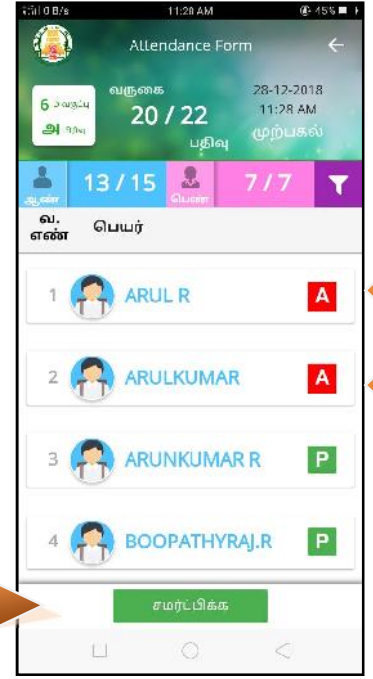 0 B/s 11:28 AM 45%
Attendance Form
6 வகுப்பு
அ பிரிவு
வருகை
20 / 22
பதிவு
28-12-2018
11:28 AM
முற்பகல்
ஆண்
13 / 15
பெண்
7 / 7
வ. எண்
பெயர்
1 ARUL R A
2 ARULKUMAR A
3 ARUNKUMAR R P
4 BOOPATHYRAJ.R P
சமர்ப்பிக்க